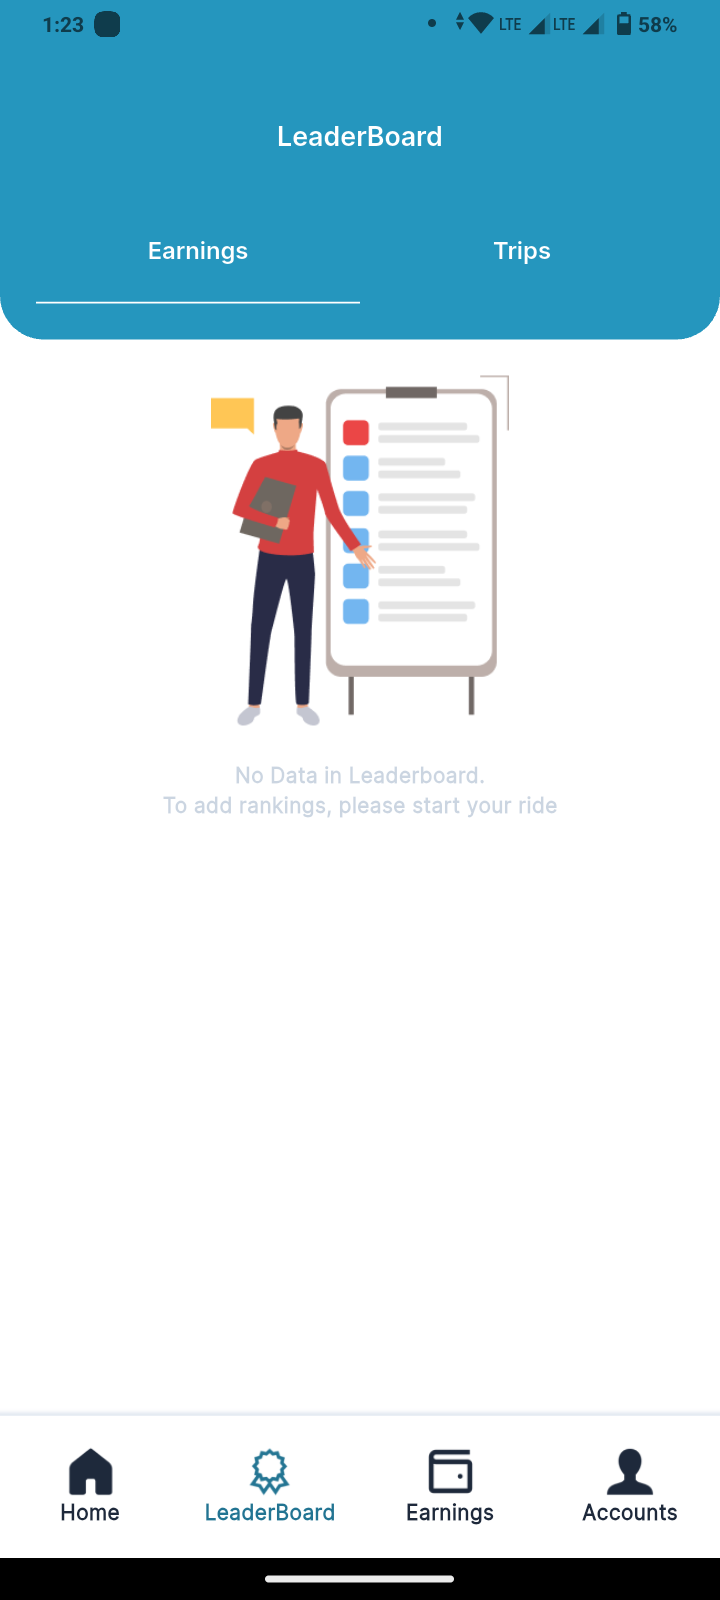 1:23
LTE LTE 58%
LeaderBoard
Earnings Trips
No Data in Leaderboard.
To add rankings, please start your ride
Home LeaderBoard Earnings Accounts